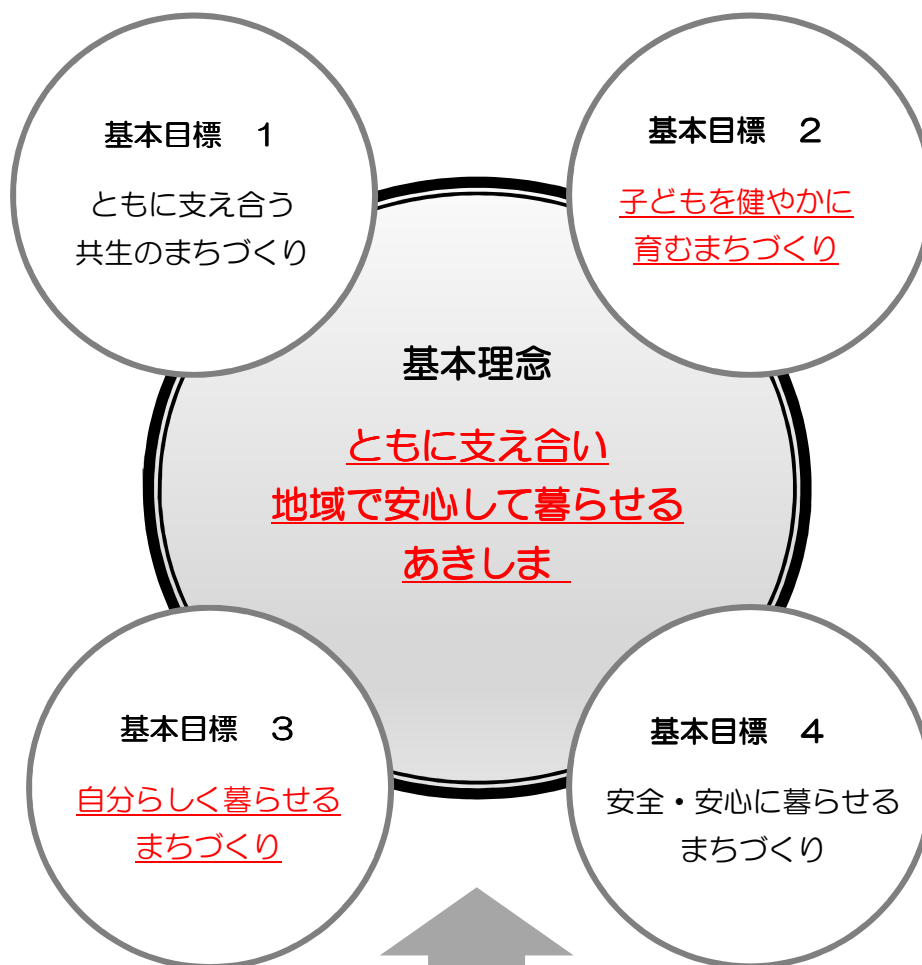 基本目標　1
ともに支え合う
共生のまちづくり
基本目標　2
子どもを健やかに
育むまちづくり
基本理念
ともに支え合い
地域で安心して暮らせる
あきしま
基本目標　3
自分らしく暮らせる
まちづくり
基本目標　4
安全・安心に暮らせる
まちづくり